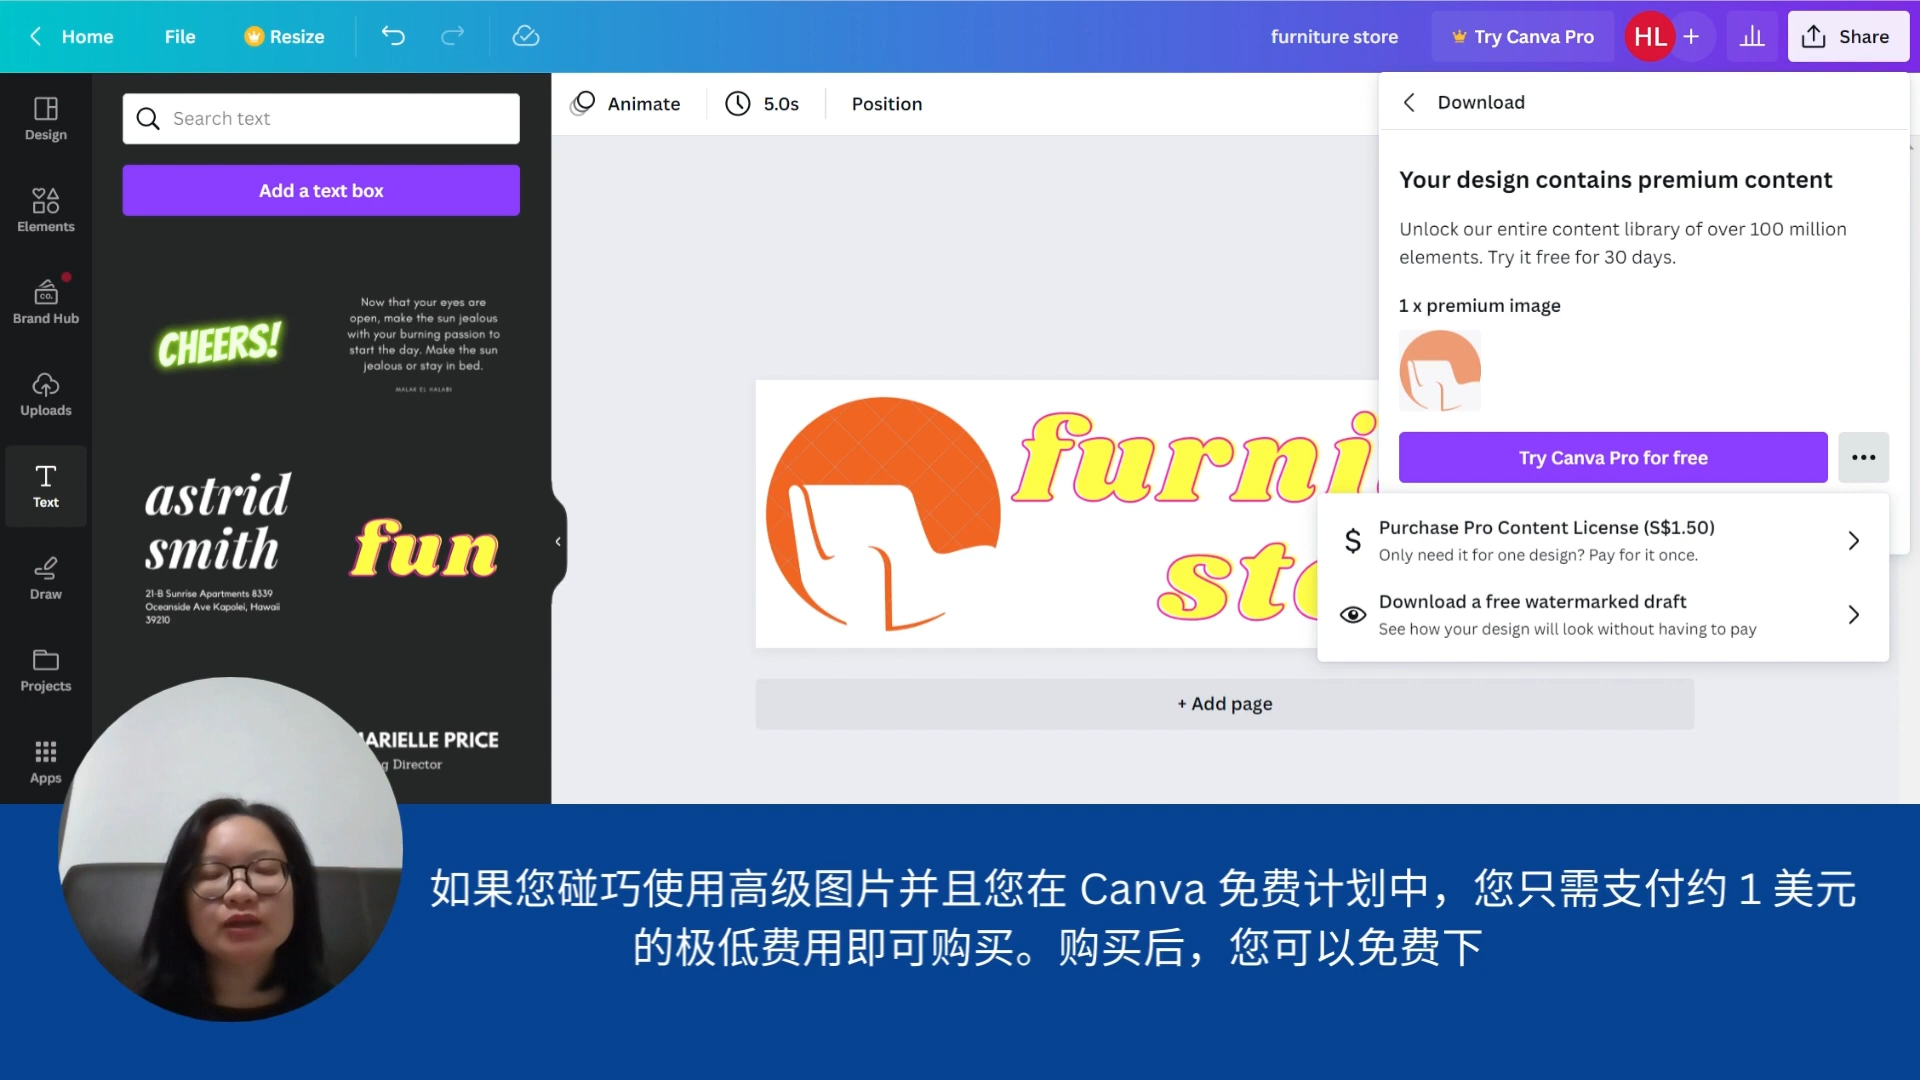 Home
File
Resize
furniture store
Try Canva Pro
HL
+
Share
Design
Elements
CO.
Brand Hub
Uploads
Text
Draw
Projects
Apps
Search text
Add a text box
CHEERS!
Now that your eyes are
open, make the sun jealous
with your burning passion to
start the day. Make the sun
jealous or stay in bed.
MALAK EL HALABI
astrid
smith
21-B Sunrise Apartments 8339
Oceanside Ave Kapolei, Hawaii
39210
fun
ARIELLE PRICE
g Director
Animate
5.0s
Position
furni
sto
+ Add page
Download
Your design contains premium content
Unlock our entire content library of over 100 million
elements. Try it free for 30 days.
1 x premium image
Try Canva Pro for free
Purchase Pro Content License (S$1.50)
Only need it for one design? Pay for it once.
Download a free watermarked draft
See how your design will look without having to pay
如果您碰巧使用高级图片并且您在 Canva 免费计划中，您只需支付约 1 美元
的极低费用即可购买。购买后，您可以免费下